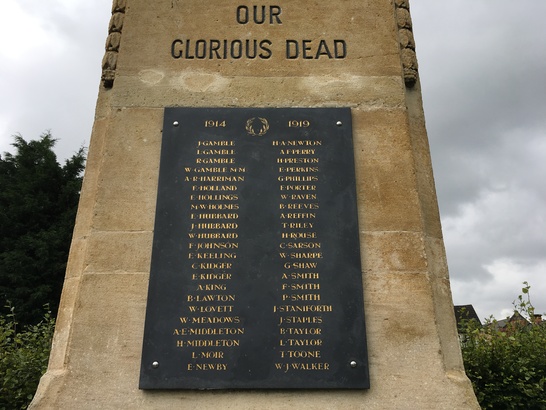 OUR
GLORIOUS DEAD
1914 1919
J·GAMBLE
L·GAMBLE
R·GAMBLE
W·GAMBLE M·M
A·R·HARRIMAN
F·HOLLAND
E·HOLLINGS
M·W·HOLMES
E·HUBBARD
J·HUBBARD
W·HUBBARD
F·JOHNSON
E·KEELING
C·KIDGER
E·KIDGER
A·KING
B·LAWTON
W·LOVETT
W·MEADOWS
A·E·MIDDLETON
H·MIDDLETON
L·MOIR
E·NEWBY
H·A·NEWTON
A·F·PERRY
H·PRESTON
E·PERKINS
G·PHILLIPS
E·PORTER
W·RAVEN
B·REEVES
A·REFFIN
T·RILEY
H·ROUSE
C·SARSON
W·SHARPE
G·SHAW
A·SMITH
F·SMITH
P·SMITH
J·STANIFORTH
J·STAPLES
B·TAYLOR
L·TAYLOR
J·TOONE
W·J·WALKER